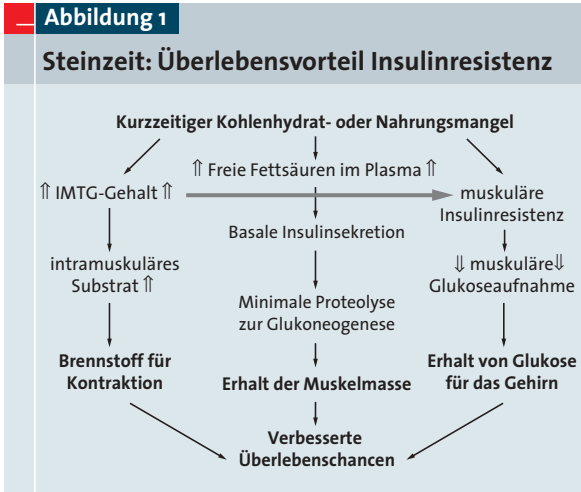 Abbildung 1
Steinzeit: Überlebensvorteil Insulinresistenz
Kurzzeitiger Kohlenhydrat- oder Nahrungsmangel
⇑ Freie Fettsäuren im Plasma ⇑
⇑ IMTG-Gehalt ⇑
muskuläre
Insulinresistenz
Basale Insulinsekretion
intramuskuläres
Substrat ⇑
⇓ muskuläre⇓
Glukoseaufnahme
Minimale Proteolyse
zur Glukoneogenese
Brennstoff für
Kontraktion
Erhalt der Muskelmasse
Erhalt von Glukose
für das Gehirn
Verbesserte
Überlebenschancen